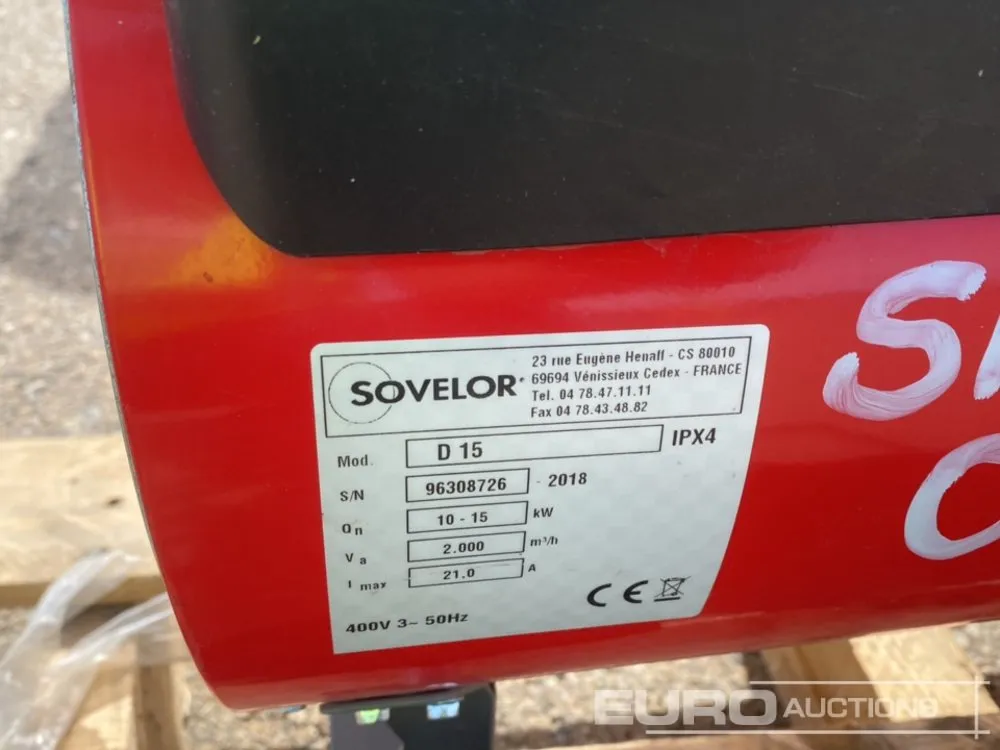 23 rue Eugène Henaff - CS 80010
SOVELOR® 69694 Vénissieux Cedex - FRANCE
Tel. 04 78.47.11.11
Fax 04 78.43.48.82
Mod. D 15 IPX4
S/N 96308726 - 2018
Qn 10 - 15 kW
Va 2.000 m³/h
I max 21.0 A
400V 3~ 50Hz
CE
EURO AUCTIONS